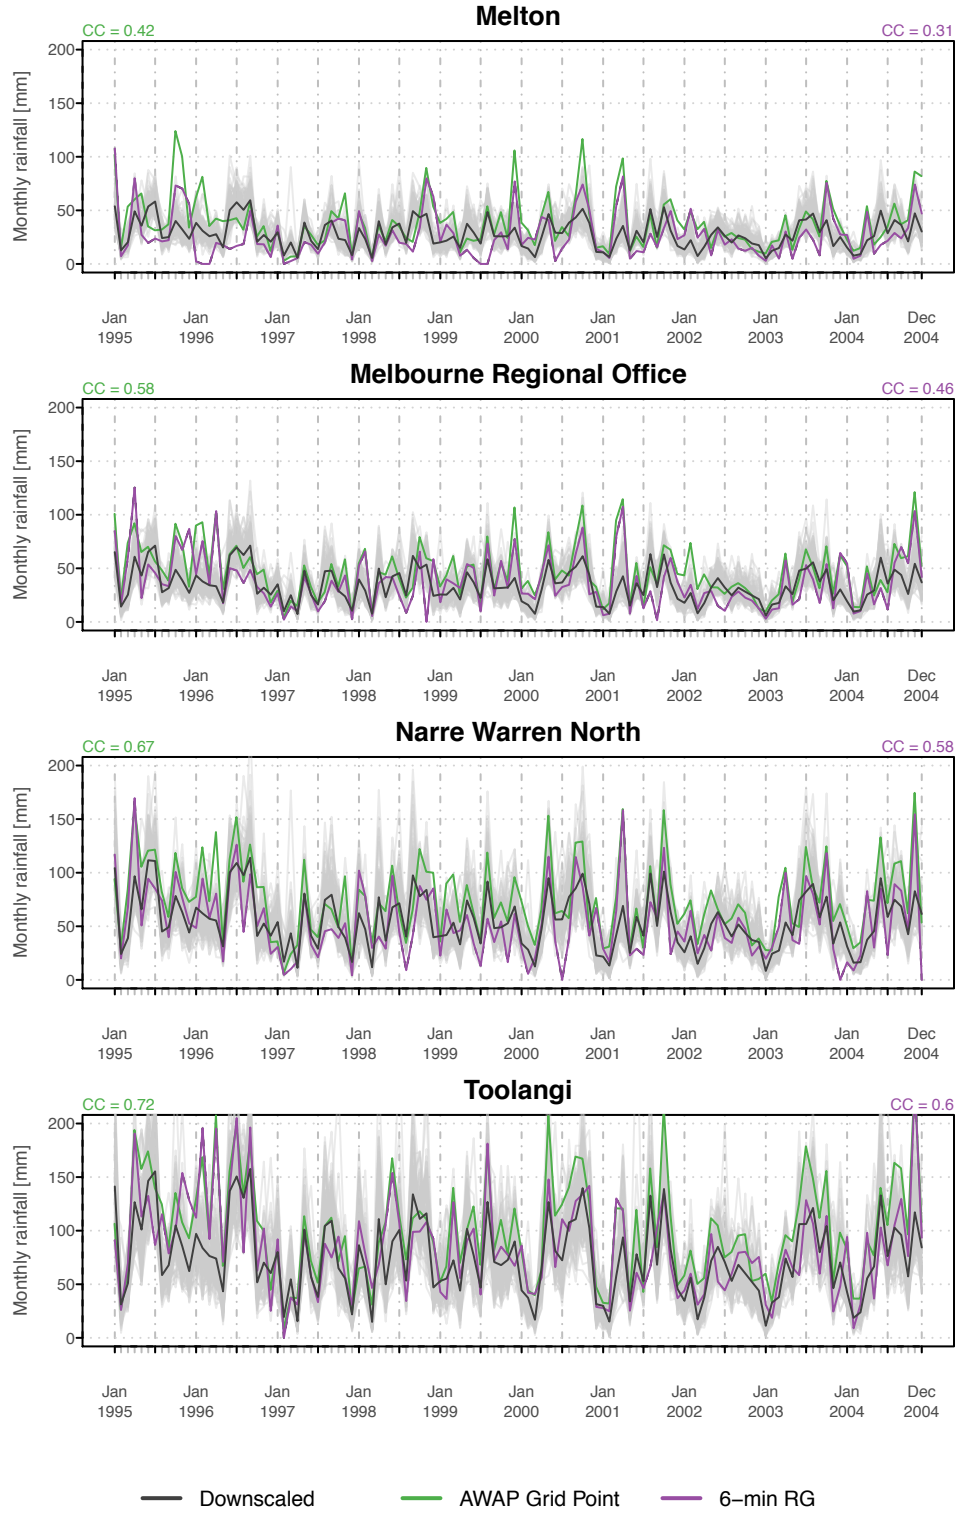 Melton
CC = 0.42 CC = 0.31
Monthly rainfall [mm]
200
150
100
50
0
Jan Jan Jan Jan Jan Jan Jan Jan Jan Jan Dec
1995 1996 1997 1998 1999 2000 2001 2002 2003 2004 2004
Melbourne Regional Office
CC = 0.58 CC = 0.46
Monthly rainfall [mm]
200
150
100
50
0
Jan Jan Jan Jan Jan Jan Jan Jan Jan Jan Dec
1995 1996 1997 1998 1999 2000 2001 2002 2003 2004 2004
Narre Warren North
CC = 0.67 CC = 0.58
Monthly rainfall [mm]
200
150
100
50
0
Jan Jan Jan Jan Jan Jan Jan Jan Jan Jan Dec
1995 1996 1997 1998 1999 2000 2001 2002 2003 2004 2004
Toolangi
CC = 0.72 CC = 0.6
Monthly rainfall [mm]
200
150
100
50
0
Jan Jan Jan Jan Jan Jan Jan Jan Jan Jan Dec
1995 1996 1997 1998 1999 2000 2001 2002 2003 2004 2004
Downscaled AWAP Grid Point 6−min RG